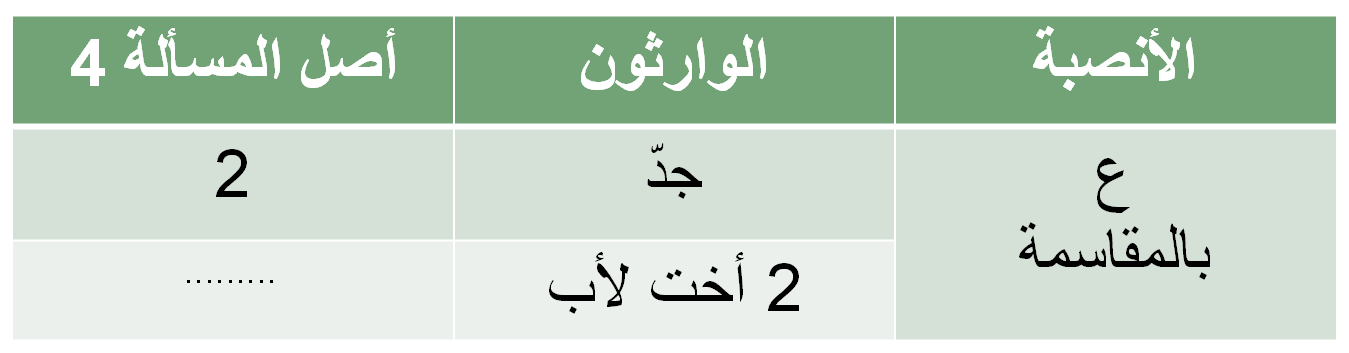 الأنصبة
الوارثون
أصل المسألة 4
ع
بالمقاسمة
جدّ
2
2 أخت لأب
.........